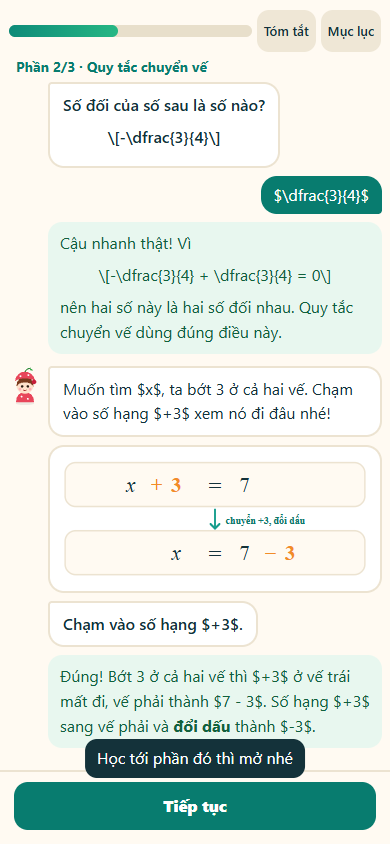 Tóm tắt
Mục lục
Phần 2/3 · Quy tắc chuyển vế
Số đối của số sau là số nào?
\[-\dfrac{3}{4}\]
$\dfrac{3}{4}$
Cậu nhanh thật! Vì
\[-\dfrac{3}{4} + \dfrac{3}{4} = 0\]
nên hai số này là hai số đối nhau. Quy tắc
chuyển vế dùng đúng điều này.
Muốn tìm $x$, ta bớt 3 ở cả hai vế. Chạm
vào số hạng $+3$ xem nó đi đâu nhé!
x + 3 = 7
chuyển +3, đổi dấu
x = 7 − 3
Chạm vào số hạng $+3$.
Đúng! Bớt 3 ở cả hai vế thì $+3$ ở vế trái
mất đi, vế phải thành $7 - 3$. Số hạng $+3$
sang vế phải và đổi dấu thành $-3$.
Học tới phần đó thì mở nhé
Tiếp tục